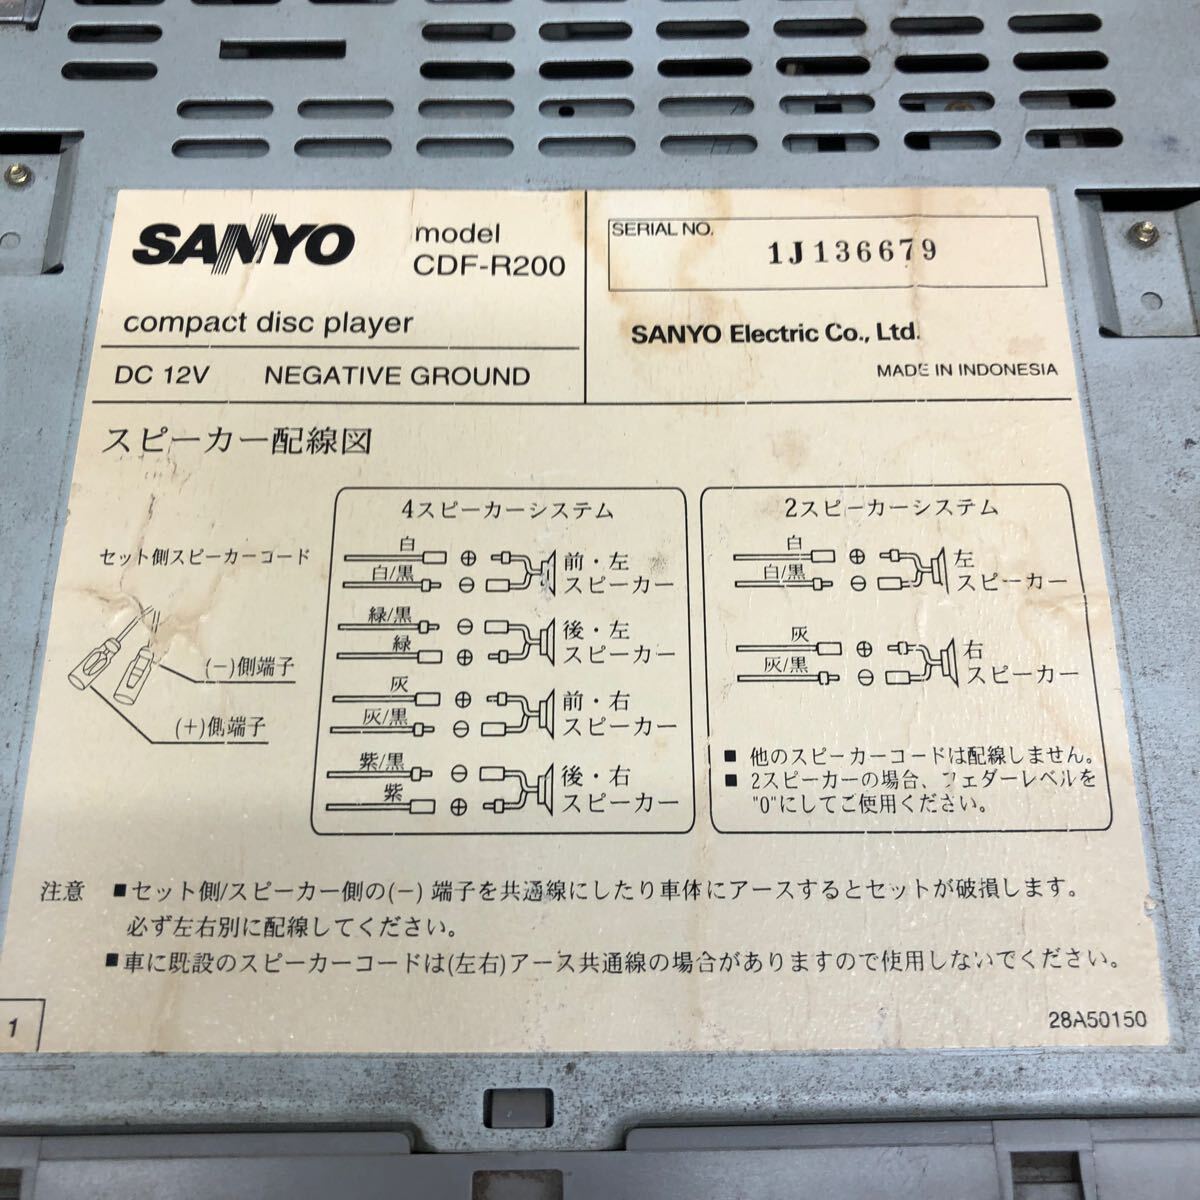 SANYO
model
CDF-R200
compact disc player
DC 12V NEGATIVE GROUND
SERIAL NO.
1J136679
SANYO Electric Co., Ltd.
MADE IN INDONESIA
スピーカー配線図
セット側スピーカーコード
(−)側端子
(+)側端子
4スピーカーシステム
白 ⊕
白/黒 ⊖
前・左
スピーカー
緑/黒 ⊖
緑 ⊕
後・左
スピーカー
灰 ⊕
灰/黒 ⊖
前・右
スピーカー
紫/黒 ⊖
紫 ⊕
後・右
スピーカー
2スピーカーシステム
白 ⊕
白/黒 ⊖
左
スピーカー
灰 ⊕
灰/黒 ⊖
右
スピーカー
■ 他のスピーカーコードは配線しません。
■ 2スピーカーの場合、フェダーレベルを
"0"にしてご使用ください。
注意 ■セット側/スピーカー側の(−)端子を共通線にしたり車体にアースするとセットが破損します。
必ず左右別に配線してください。
■車に既設のスピーカーコードは(左右)アース共通線の場合がありますので使用しないでください。
1
28A50150